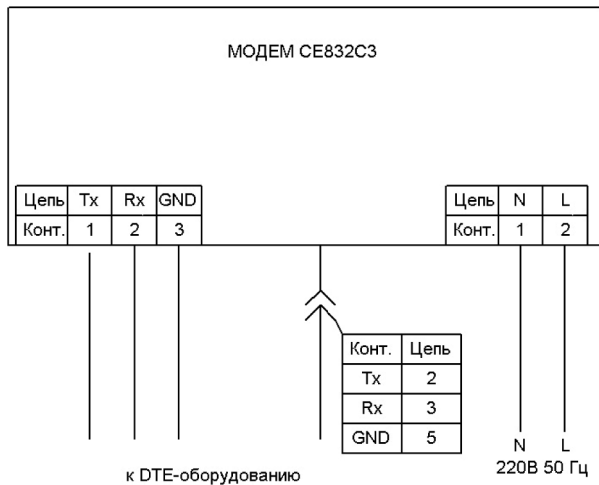 МОДЕМ CE832C3
Цепь Tx Rx GND
Конт. 1 2 3
Цепь N L
Конт. 1 2
Конт. Цепь
Tx 2
Rx 3
GND 5
N L
220В 50 Гц
к DTE-оборудованию